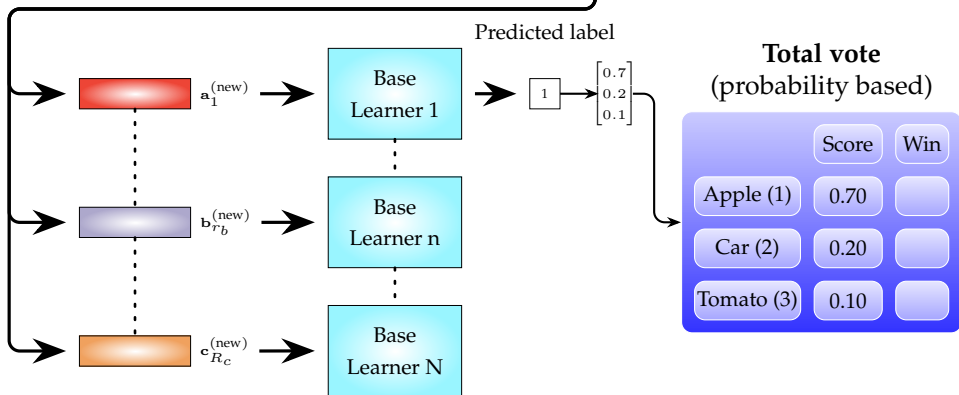 Predicted label
a₁⁽ⁿᵉʷ⁾
Base
Learner 1
1
0.7
0.2
0.1
b_{r_b}^{(new)}
Base
Learner n
c_{R_c}^{(new)}
Base
Learner N
Total vote
(probability based)
Score Win
Apple (1) 0.70
Car (2) 0.20
Tomato (3) 0.10